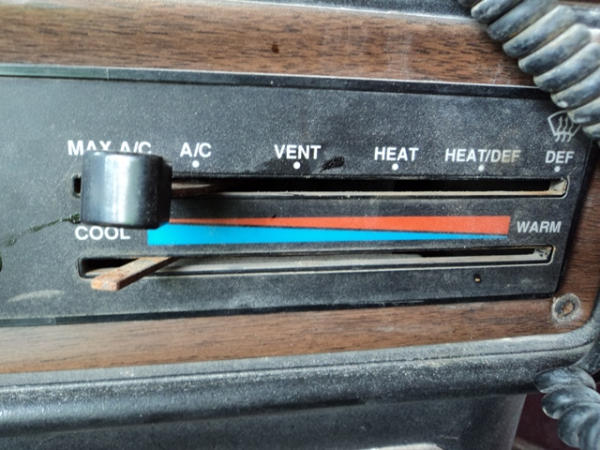 MAX A/C A/C VENT HEAT HEAT/DEF DEF
COOL WARM